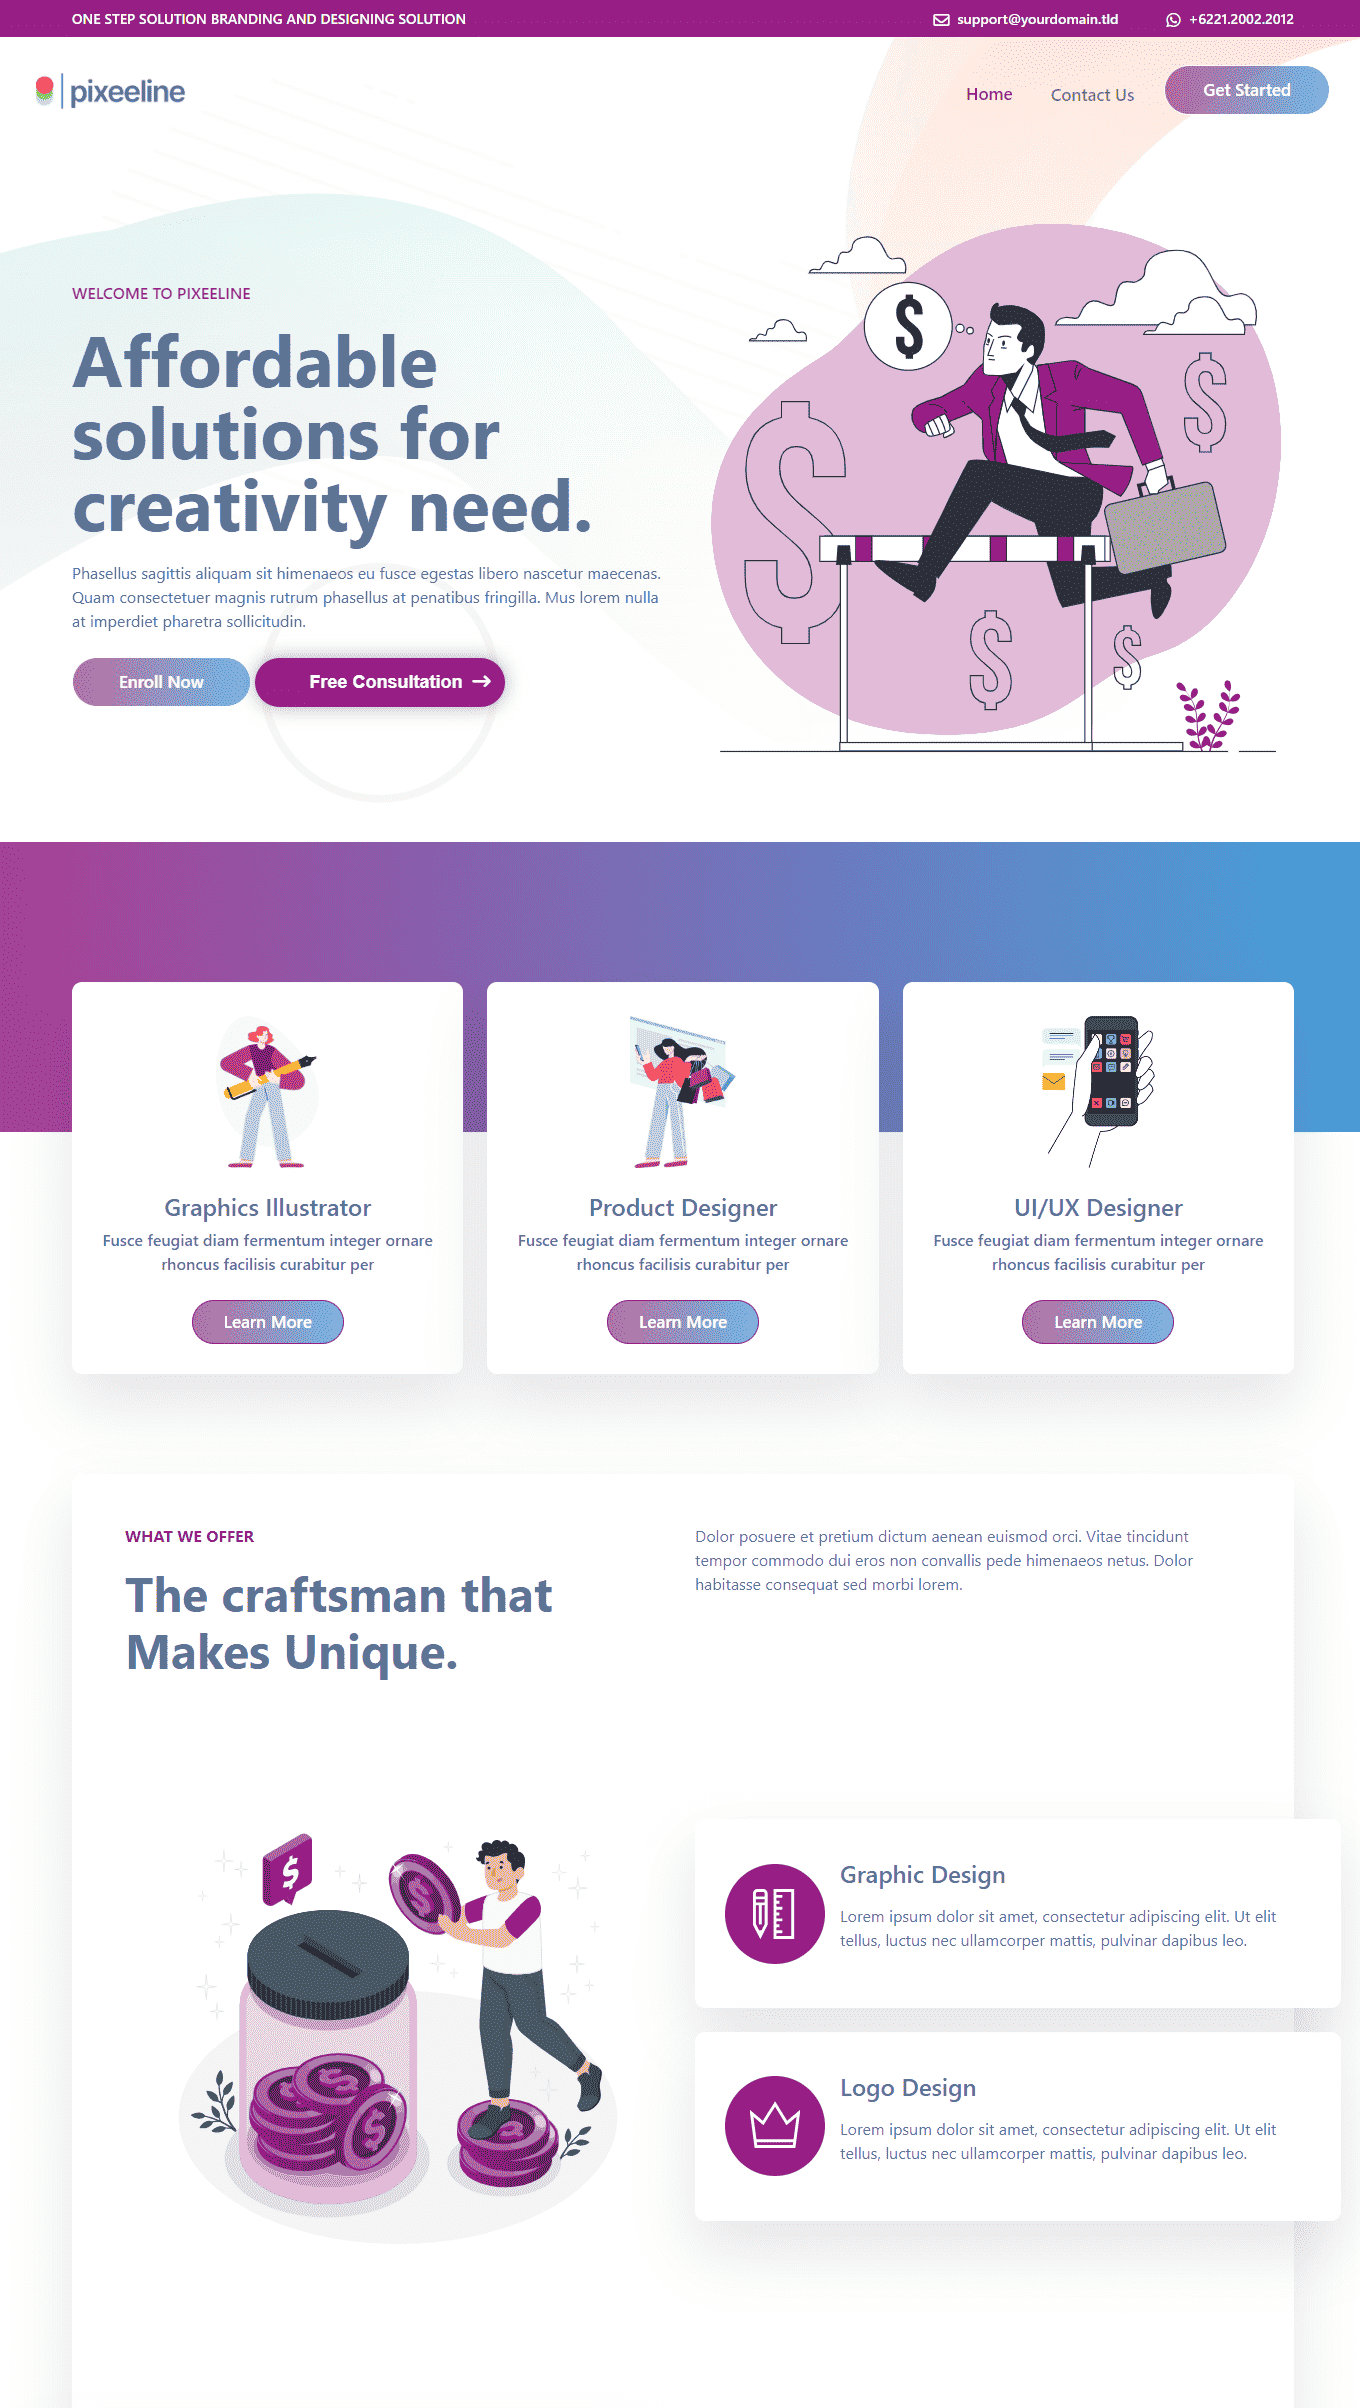 ONE STEP SOLUTION BRANDING AND DESIGNING SOLUTION
support@yourdomain.tld
+6221.2002.2012
pixeeline
Home
Contact Us
Get Started
WELCOME TO PIXEELINE
Affordable
solutions for
creativity need.
Phasellus sagittis aliquam sit himenaeos eu fusce egestas libero nascetur maecenas.
Quam consectetuer magnis rutrum phasellus at penatibus fringilla. Mus lorem nulla
at imperdiet pharetra sollicitudin.
Enroll Now
Free Consultation
$
$
$
$
$
Graphics Illustrator
Fusce feugiat diam fermentum integer ornare
rhoncus facilisis curabitur per
Learn More
Product Designer
Fusce feugiat diam fermentum integer ornare
rhoncus facilisis curabitur per
Learn More
UI/UX Designer
Fusce feugiat diam fermentum integer ornare
rhoncus facilisis curabitur per
Learn More
WHAT WE OFFER
The craftsman that
Makes Unique.
Dolor posuere et pretium dictum aenean euismod orci. Vitae tincidunt
tempor commodo dui eros non convallis pede himenaeos netus. Dolor
habitasse consequat sed morbi lorem.
$
$
$
Graphic Design
Lorem ipsum dolor sit amet, consectetur adipiscing elit. Ut elit
tellus, luctus nec ullamcorper mattis, pulvinar dapibus leo.
Logo Design
Lorem ipsum dolor sit amet, consectetur adipiscing elit. Ut elit
tellus, luctus nec ullamcorper mattis, pulvinar dapibus leo.